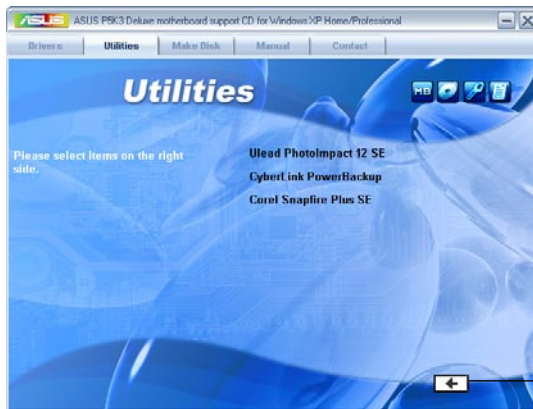 ASUS P5K3 Deluxe motherboard support CD for Windows XP Home/Professional
Drivers Utilities Make Disk Manual Contact
Utilities
MB
Please select items on the right
side.
Ulead PhotoImpact 12 SE
CyberLink PowerBackup
Corel Snapfire Plus SE